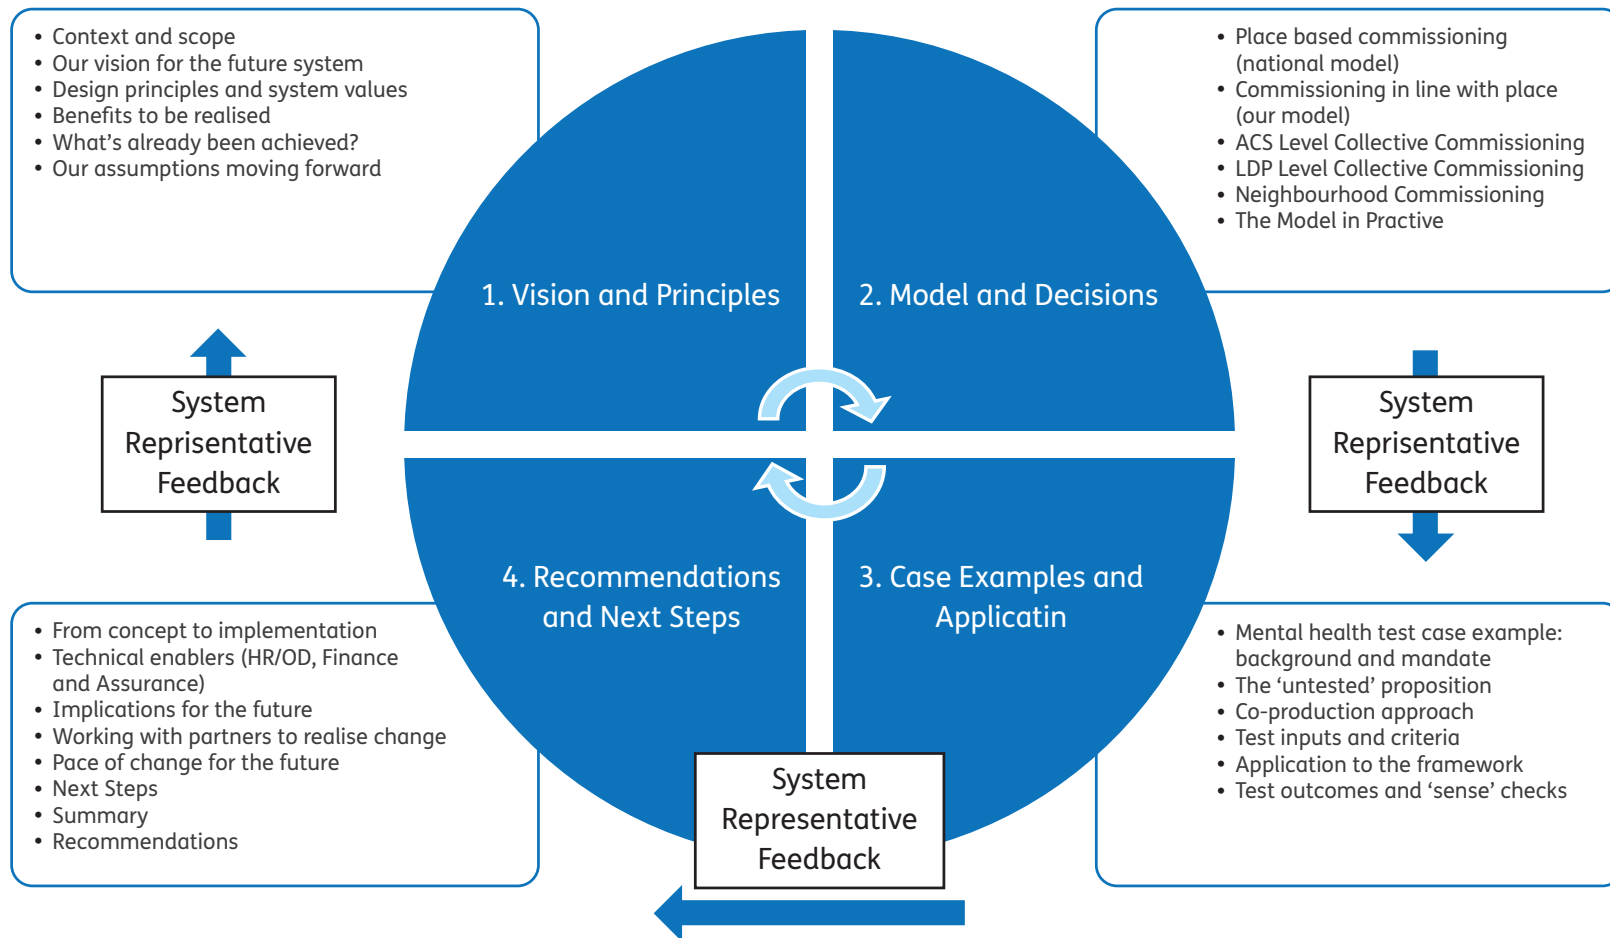 • Context and scope
• Our vision for the future system
• Design principles and system values
• Benefits to be realised
• What's already been achieved?
• Our assumptions moving forward
• Place based commissioning
(national model)
• Commissioning in line with place
(our model)
• ACS Level Collective Commissioning
• LDP Level Collective Commissioning
• Neighbourhood Commissioning
• The Model in Practive
1. Vision and Principles
2. Model and Decisions
System
Reprisentative
Feedback
System
Reprisentative
Feedback
4. Recommendations
and Next Steps
3. Case Examples and
Applicatin
• From concept to implementation
• Technical enablers (HR/OD, Finance
and Assurance)
• Implications for the future
• Working with partners to realise change
• Pace of change for the future
• Next Steps
• Summary
• Recommendations
• Mental health test case example:
background and mandate
• The ‘untested’ proposition
• Co-production approach
• Test inputs and criteria
• Application to the framework
• Test outcomes and ‘sense’ checks
System
Representative
Feedback